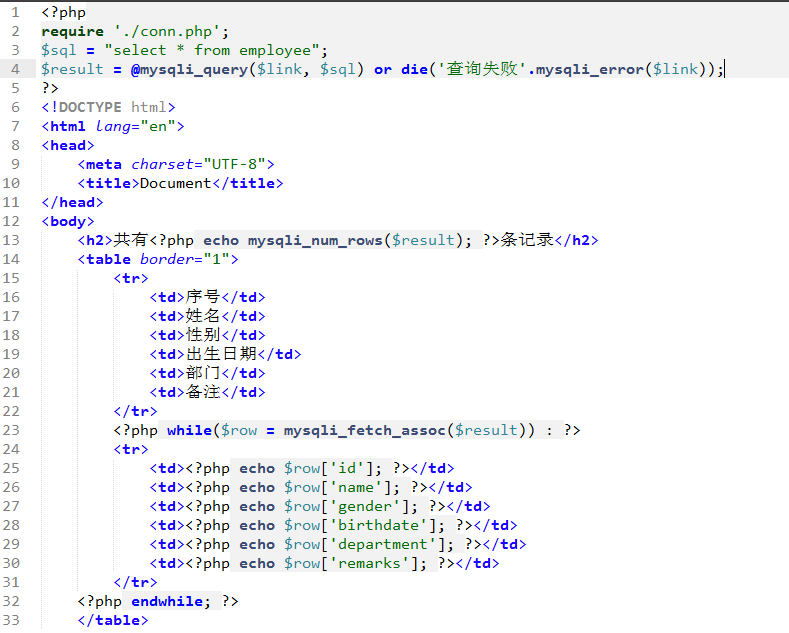 1 <?php
2 require './conn.php';
3 $sql = "select * from employee";
4 $result = @mysqli_query($link, $sql) or die('查询失败'.mysqli_error($link));
5 ?>
6 <!DOCTYPE html>
7 <html lang="en">
8 <head>
9     <meta charset="UTF-8">
10     <title>Document</title>
11 </head>
12 <body>
13     <h2>共有<?php echo mysqli_num_rows($result); ?>条记录</h2>
14     <table border="1">
15         <tr>
16             <td>序号</td>
17             <td>姓名</td>
18             <td>性别</td>
19             <td>出生日期</td>
20             <td>部门</td>
21             <td>备注</td>
22         </tr>
23         <?php while($row = mysqli_fetch_assoc($result)) : ?>
24         <tr>
25             <td><?php echo $row['id']; ?></td>
26             <td><?php echo $row['name']; ?></td>
27             <td><?php echo $row['gender']; ?></td>
28             <td><?php echo $row['birthdate']; ?></td>
29             <td><?php echo $row['department']; ?></td>
30             <td><?php echo $row['remarks']; ?></td>
31         </tr>
32     <?php endwhile; ?>
33     </table>